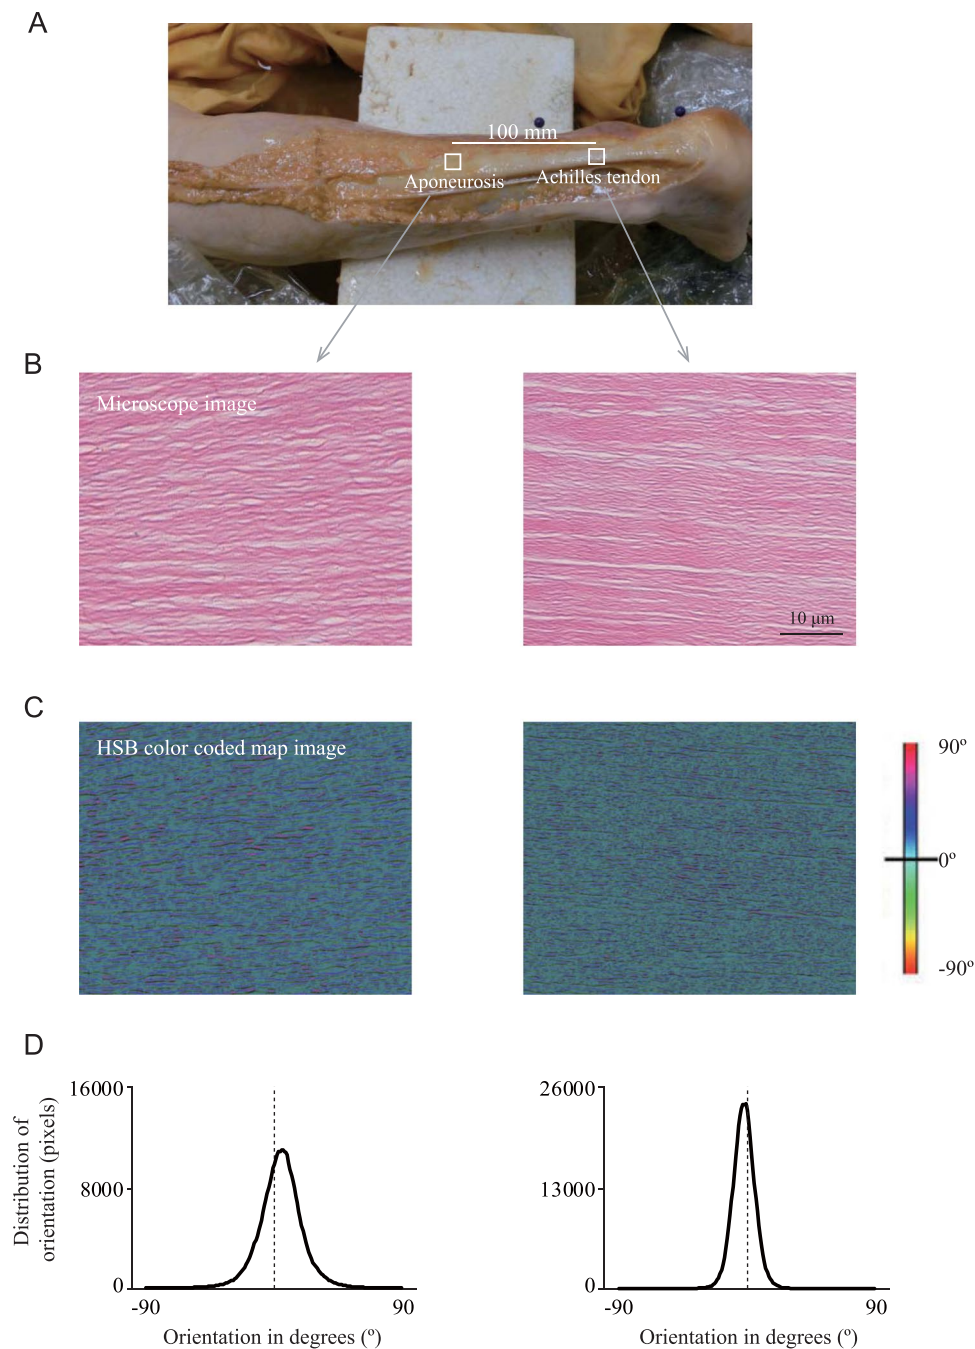 A
100 mm
Aponeurosis
Achilles tendon
B
Microscope image
10 μm
C
HSB color coded map image
90º
0º
-90º
D
Distribution of
orientation (pixels)
16000
8000
0
-90
90
Orientation in degrees (º)
26000
13000
0
-90
90
Orientation in degrees (º)